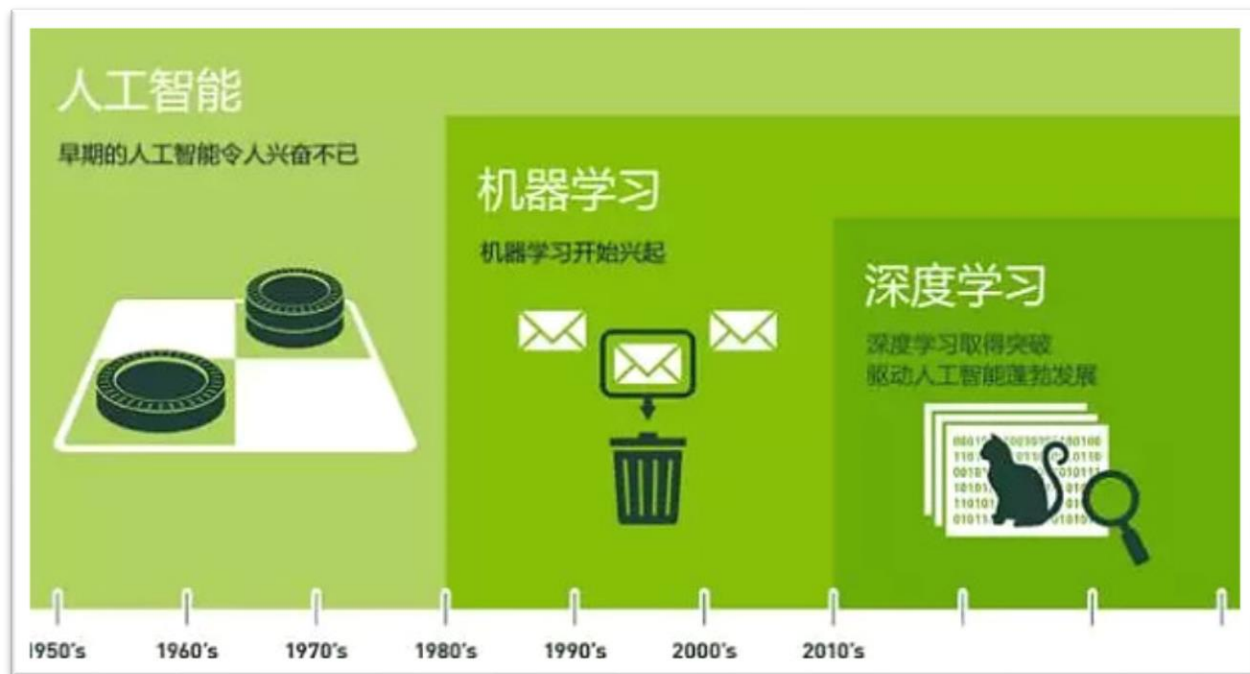 人工智能
早期的人工智能令人兴奋不已
机器学习
机器学习开始兴起
深度学习
深度学习取得突破
驱动人工智能蓬勃发展
1950's 1960's 1970's 1980's 1990's 2000's 2010's